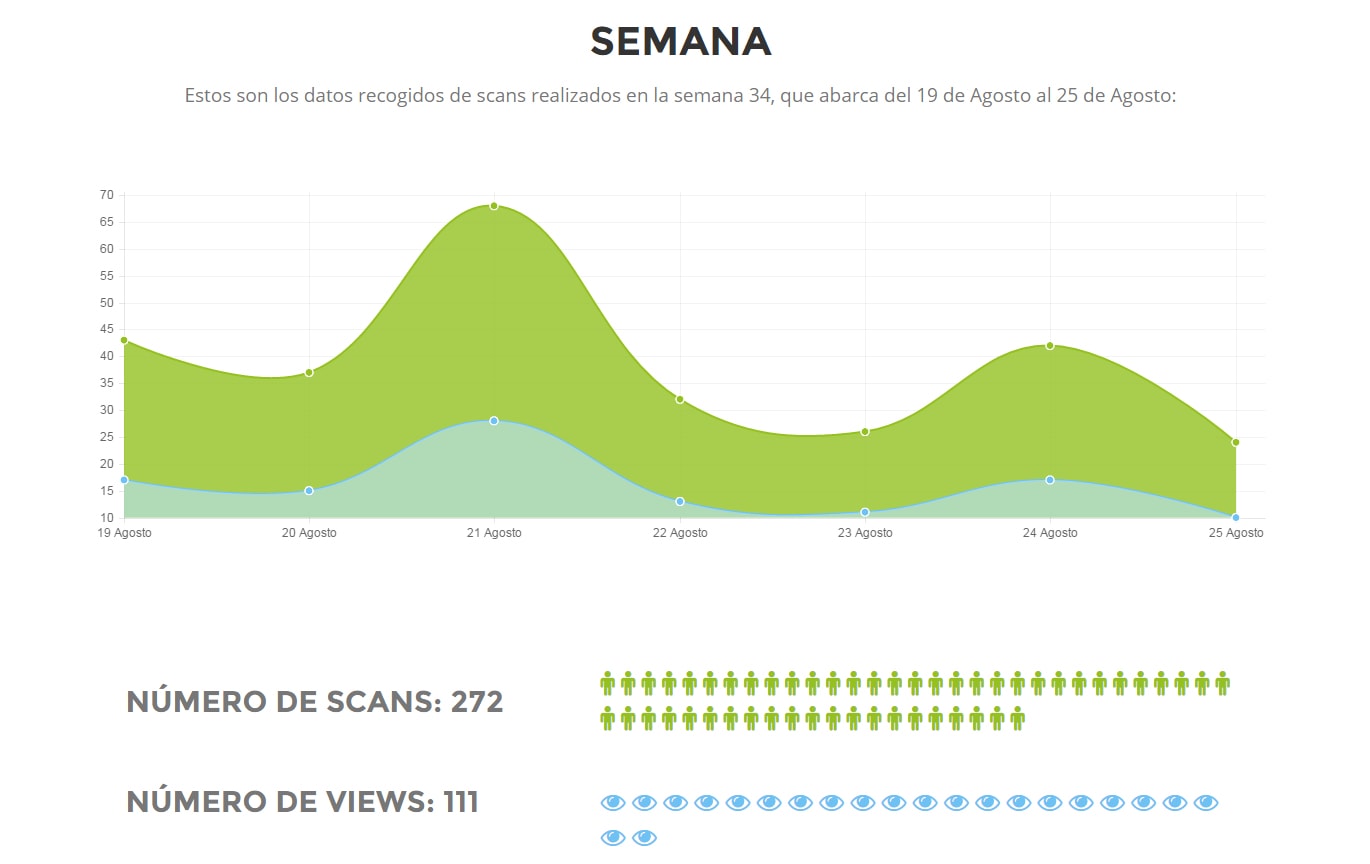 SEMANA
Estos son los datos recogidos de scans realizados en la semana 34, que abarca del 19 de Agosto al 25 de Agosto:
70
65
60
55
50
45
40
35
30
25
20
15
10
19 Agosto 20 Agosto 21 Agosto 22 Agosto 23 Agosto 24 Agosto 25 Agosto
NÚMERO DE SCANS: 272
NÚMERO DE VIEWS: 111